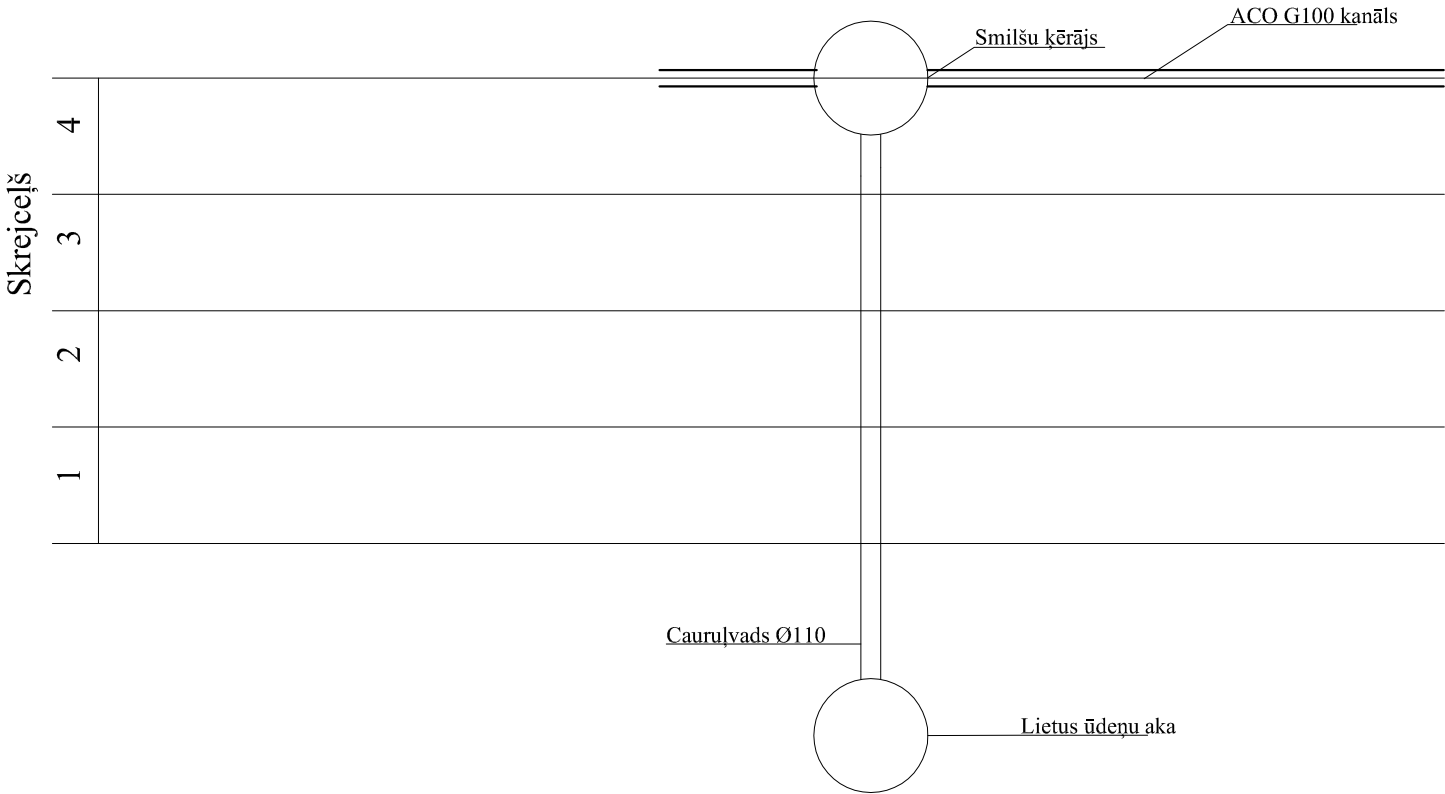 ACO G100 kanāls
Smilšu ķērājs
Skrejceļš
4
3
2
1
Cauruļvads Ø110
Lietus ūdeņu aka